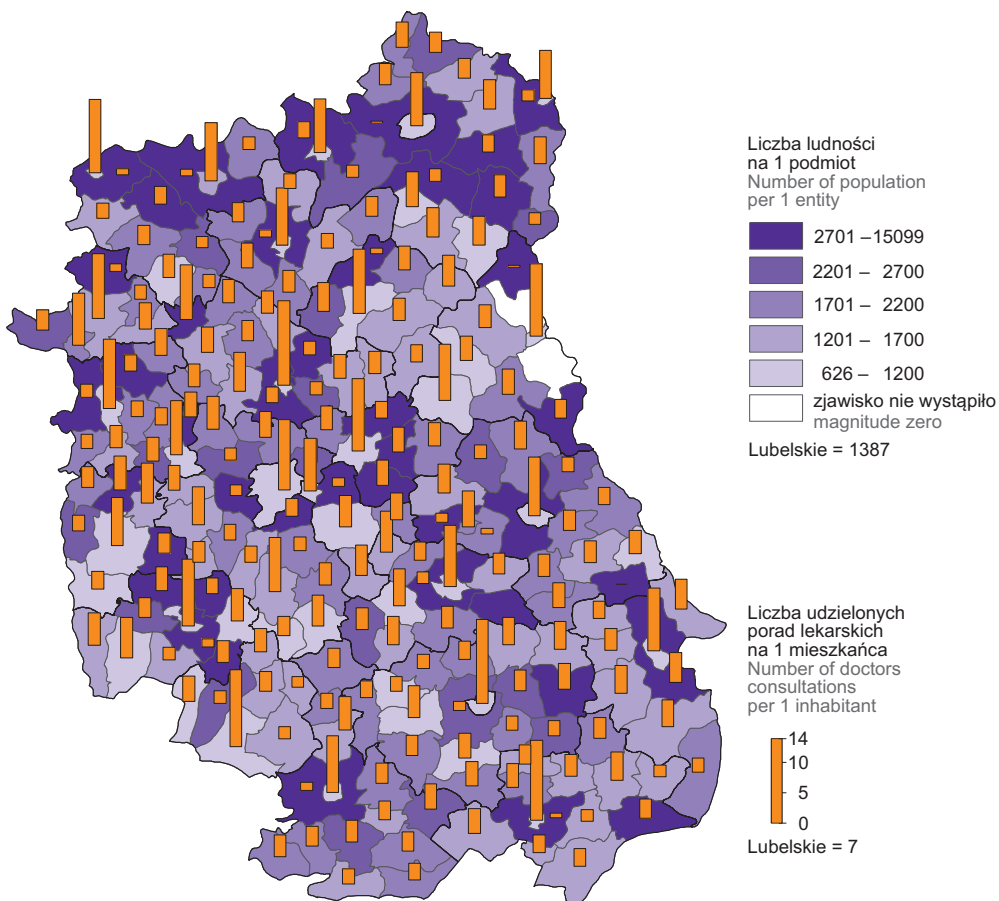 Liczba ludności
na 1 podmiot
Number of population
per 1 entity
2701 –15099
2201 – 2700
1701 – 2200
1201 – 1700
626 – 1200
zjawisko nie wystąpiło
magnitude zero
Lubelskie = 1387
Liczba udzielonych
porad lekarskich
na 1 mieszkańca
Number of doctors
consultations
per 1 inhabitant
14
10
5
0
Lubelskie = 7